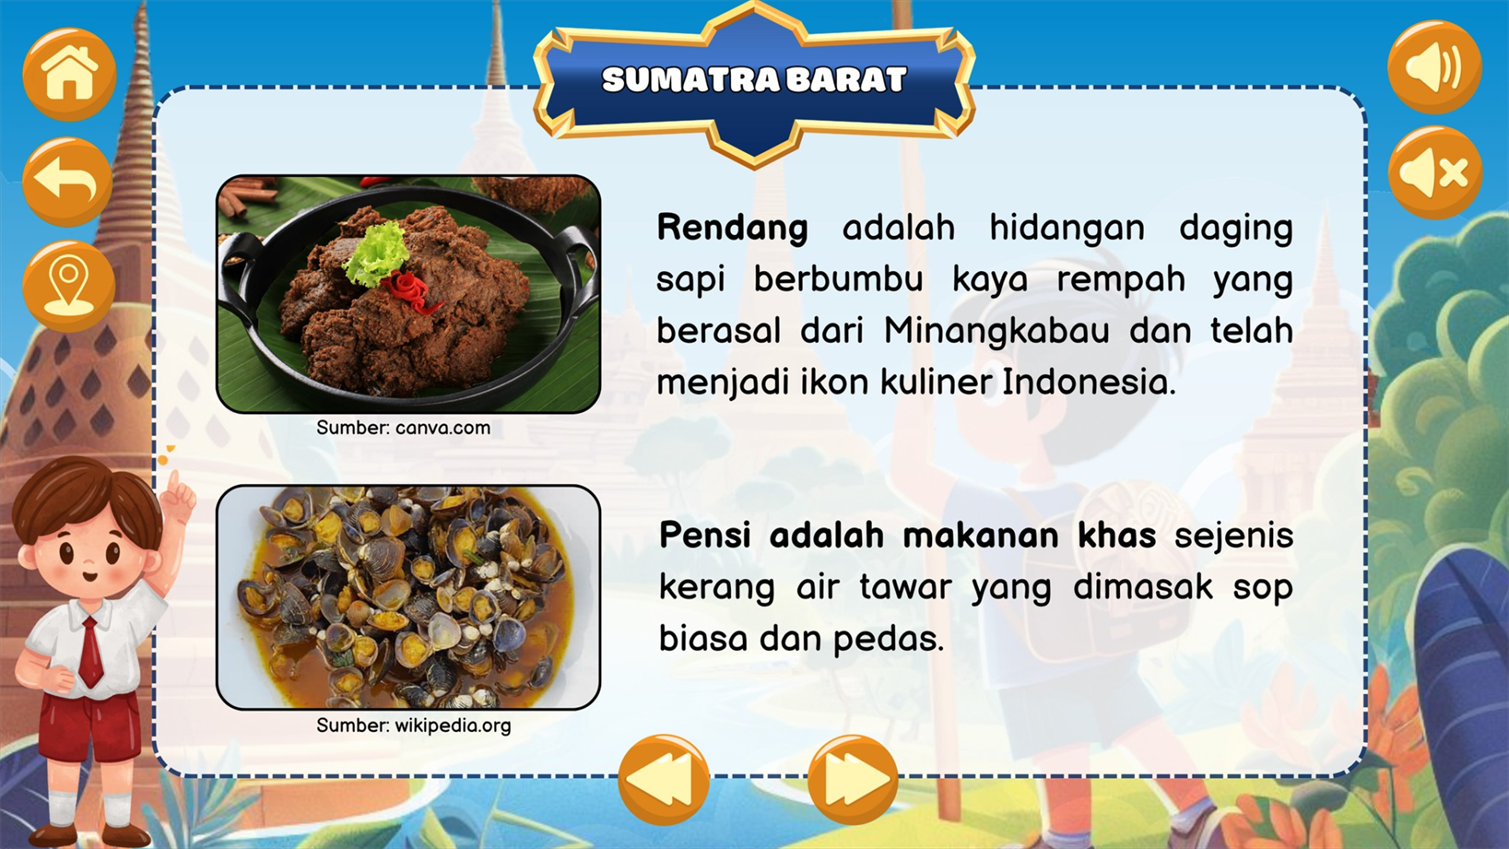 SUMATRA BARAT
Rendang adalah hidangan daging
sapi berbumbu kaya rempah yang
berasal dari Minangkabau dan telah
menjadi ikon kuliner Indonesia.
Sumber: canva.com
Pensi adalah makanan khas sejenis
kerang air tawar yang dimasak sop
biasa dan pedas.
Sumber: wikipedia.org